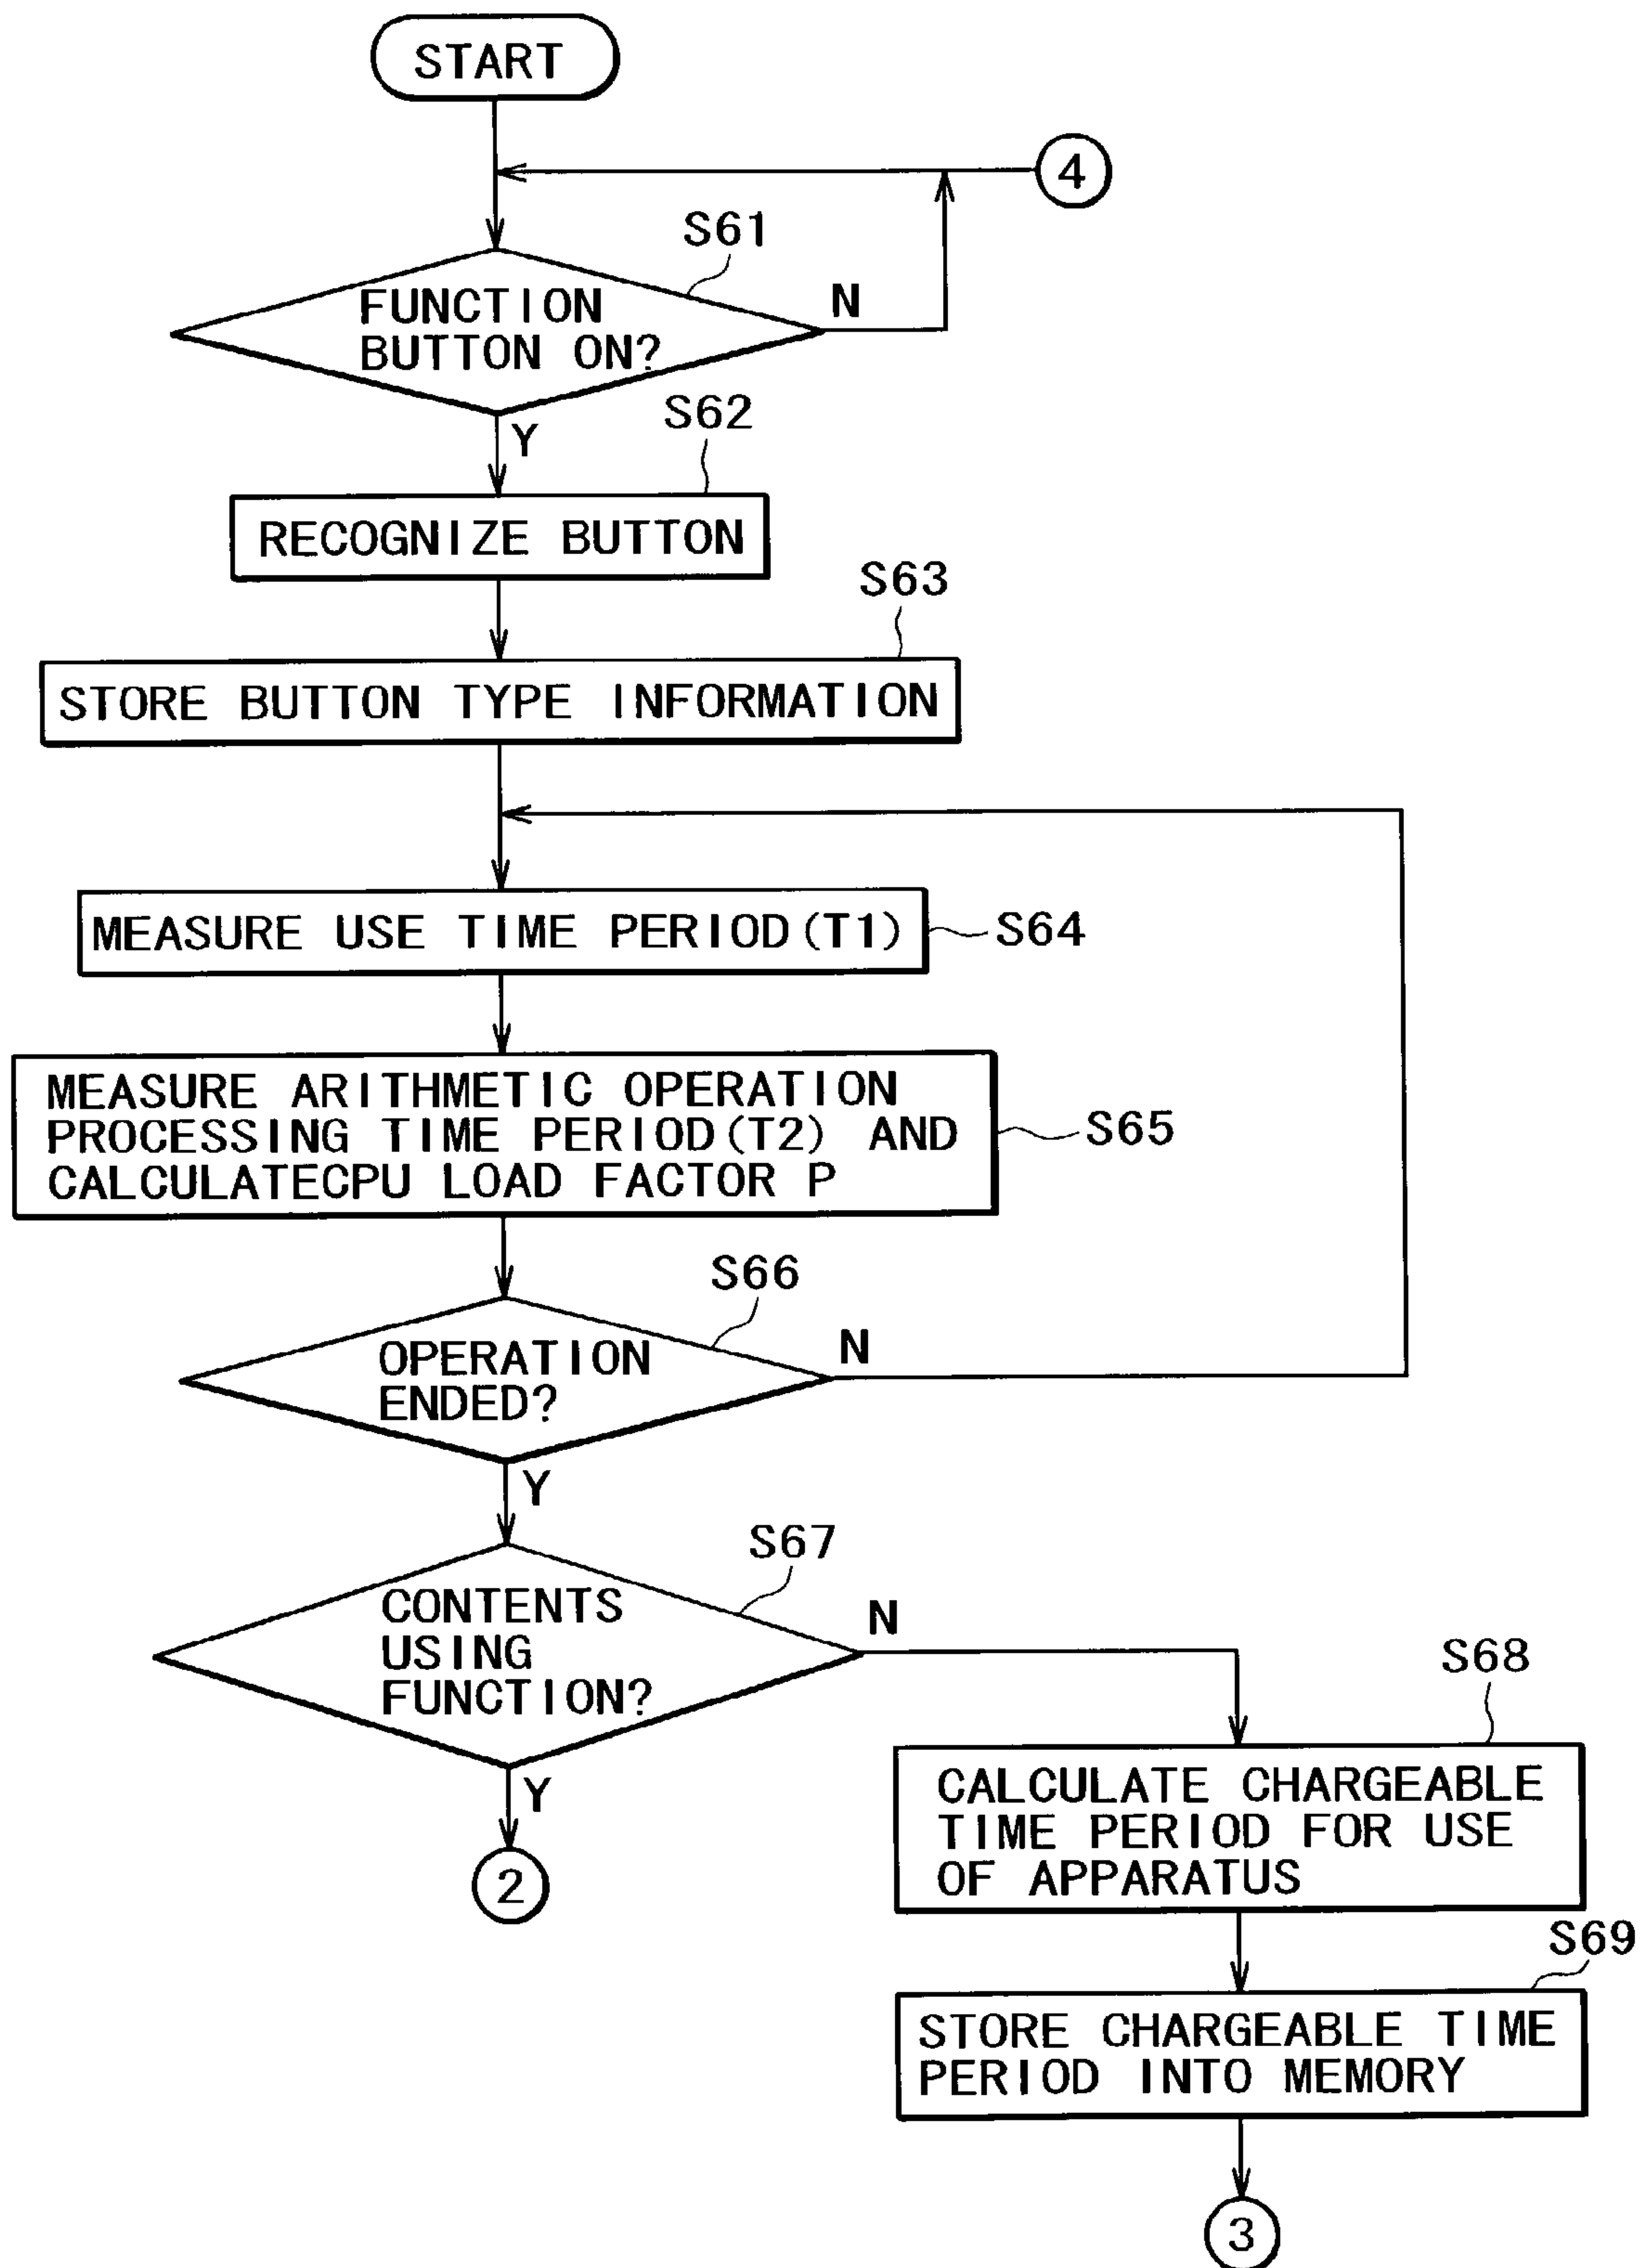 START
4
S61
FUNCTION
BUTTON ON?
N
Y
S62
RECOGNIZE BUTTON
S63
STORE BUTTON TYPE INFORMATION
MEASURE USE TIME PERIOD(T1)
S64
MEASURE ARITHMETIC OPERATION
PROCESSING TIME PERIOD(T2) AND
CALCULATECPU LOAD FACTOR P
S65
S66
OPERATION
ENDED?
N
Y
S67
CONTENTS
USING
FUNCTION?
N
Y
2
S68
CALCULATE CHARGEABLE
TIME PERIOD FOR USE
OF APPARATUS
S69
STORE CHARGEABLE TIME
PERIOD INTO MEMORY
3